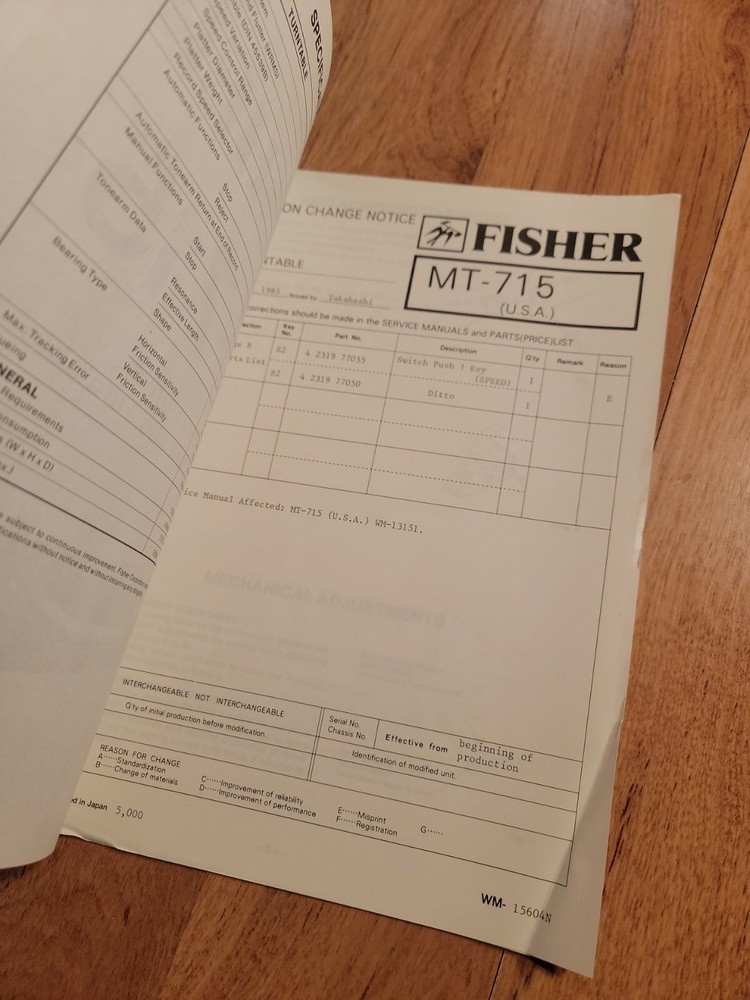 TURNTABLE
Speed Control Range
Platter Diameter
Platter Weight
Record Speed Selector
Automatic Functions
Stop
Reject
Automatic Tonearm Return at End of Record
Manual Functions
Start
Stop
Tonearm Data
Resonance
Effective Length
Shape
Bearing Type
Horizontal
Friction Sensitivity
Vertical
Friction Sensitivity
Max. Tracking Error
Requirements
(W x H x D)
subject to continuous improvement, Fisher
without notice and without incurring any
ON CHANGE NOTICE
FISHER
MT-715
(U.S.A.)
1983 Issued by Takahashi
corrections should be made in the SERVICE MANUALS and PARTS(PRICE)LIST.
Key No. Part No. Description Q'ty Remark Reason
8 S2 4 2319 77055 Switch Push 1 Key (SPEED) 1
List S2 4 2319 77050 Ditto 1 E
Manual Affected: MT-715 (U.S.A.) WM-13151.
MECHANICAL ADJUSTMENTS
INTERCHANGEABLE NOT INTERCHANGEABLE
Q'ty of initial production before modification.
Serial No.
Chassis No.
Effective from beginning of production
Identification of modified unit.
REASON FOR CHANGE
A······Standardization
B······Change of materials
C······Improvement of reliability
D······Improvement of performance
E······Misprint
F······Registration
G······
in Japan 5,000
WM- 15604N